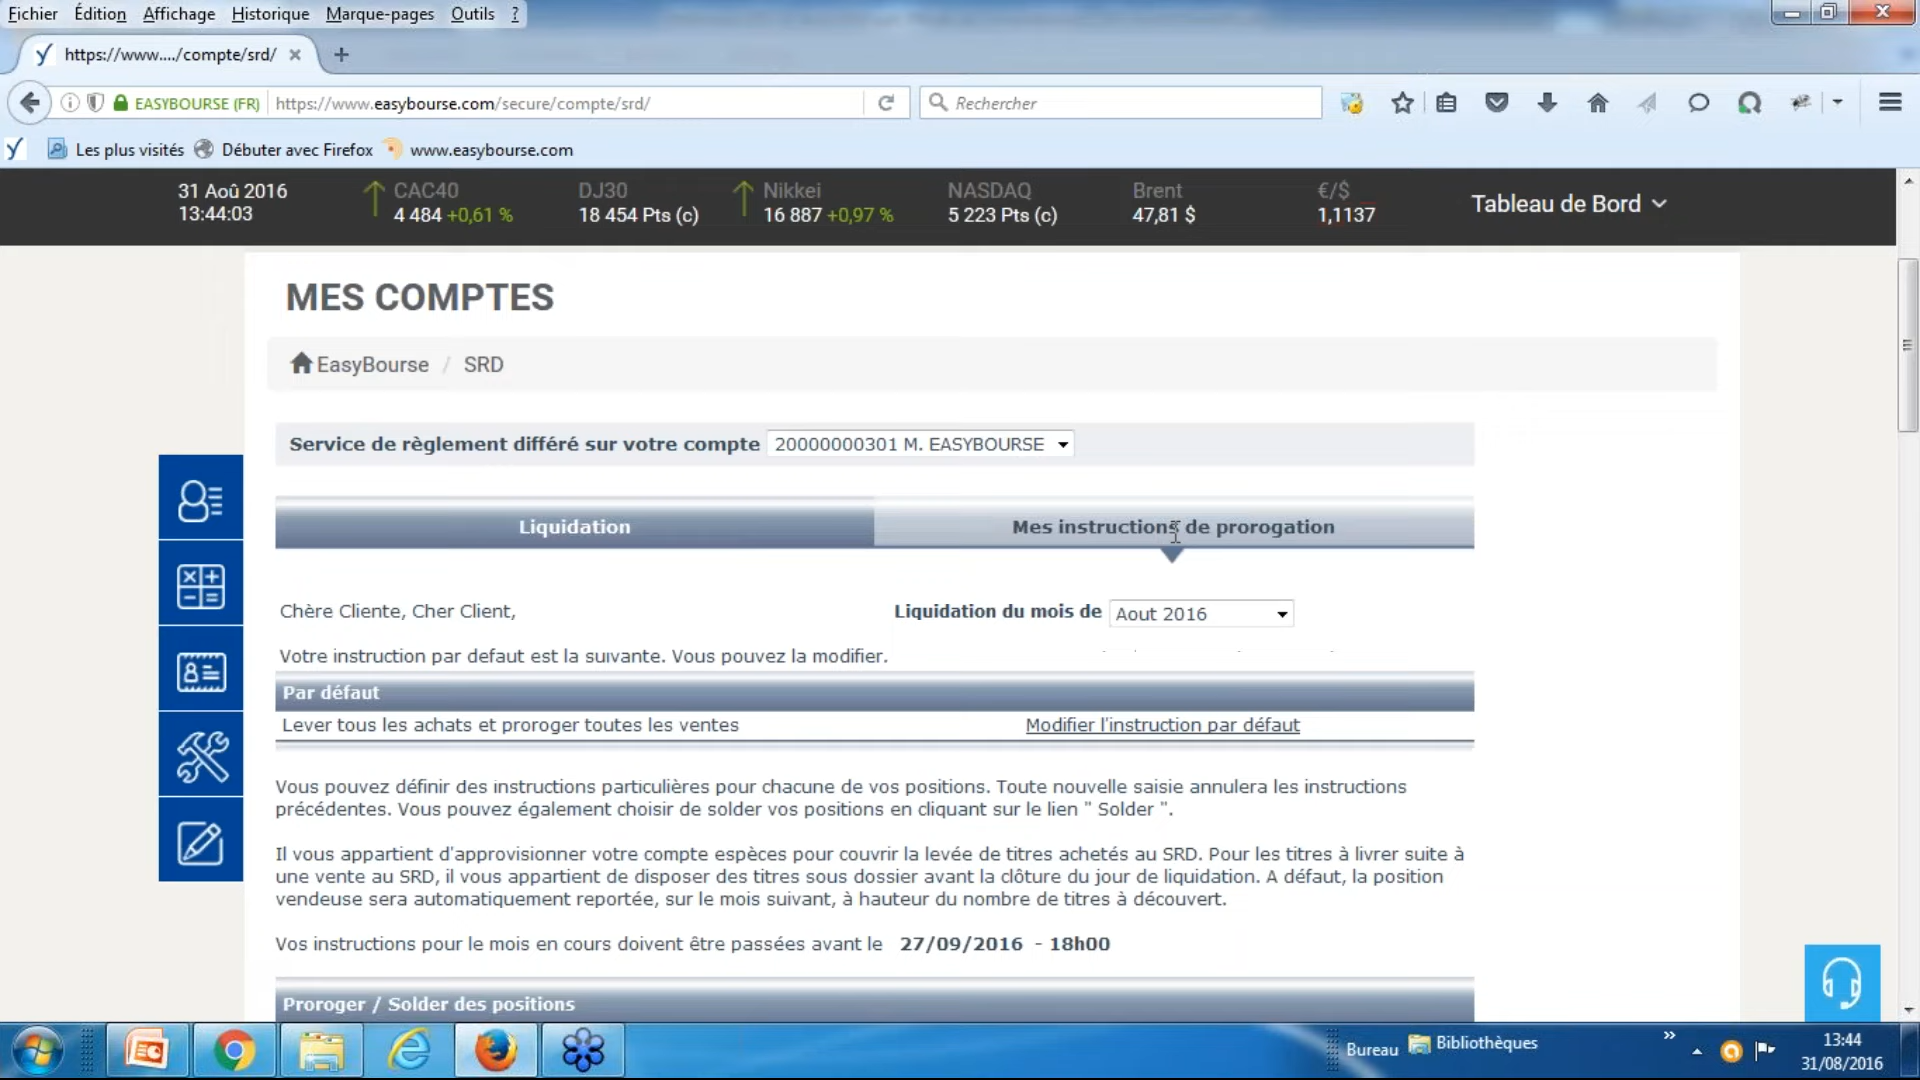 Fichier Édition Affichage Historique Marque-pages Outils ?
https://www..../compte/srd/
EASYBOURSE (FR) https://www.easybourse.com/secure/compte/srd/ Rechercher
Les plus visités Débuter avec Firefox www.easybourse.com
31 Aoû 2016 CAC40 DJ30 Nikkei NASDAQ Brent €/$ Tableau de Bord
13:44:03 4 484 +0,61 % 18 454 Pts (c) 16 887 +0,97 % 5 223 Pts (c) 47,81 $ 1,1137
MES COMPTES
EasyBourse / SRD
Service de règlement différé sur votre compte 20000000301 M. EASYBOURSE
Liquidation Mes instructions de prorogation
Chère Cliente, Cher Client, Liquidation du mois de Aout 2016
Votre instruction par defaut est la suivante. Vous pouvez la modifier.
Par défaut
Lever tous les achats et proroger toutes les ventes Modifier l'instruction par défaut
Vous pouvez définir des instructions particulières pour chacune de vos positions. Toute nouvelle saisie annulera les instructions
précédentes. Vous pouvez également choisir de solder vos positions en cliquant sur le lien " Solder ".
Il vous appartient d'approvisionner votre compte espèces pour couvrir la levée de titres achetés au SRD. Pour les titres à livrer suite à
une vente au SRD, il vous appartient de disposer des titres sous dossier avant la clôture du jour de liquidation. A défaut, la position
vendeuse sera automatiquement reportée, sur le mois suivant, à hauteur du nombre de titres à découvert.
Vos instructions pour le mois en cours doivent être passées avant le 27/09/2016 - 18h00
Proroger / Solder des positions
Bureau Bibliothèques 13:44
31/08/2016